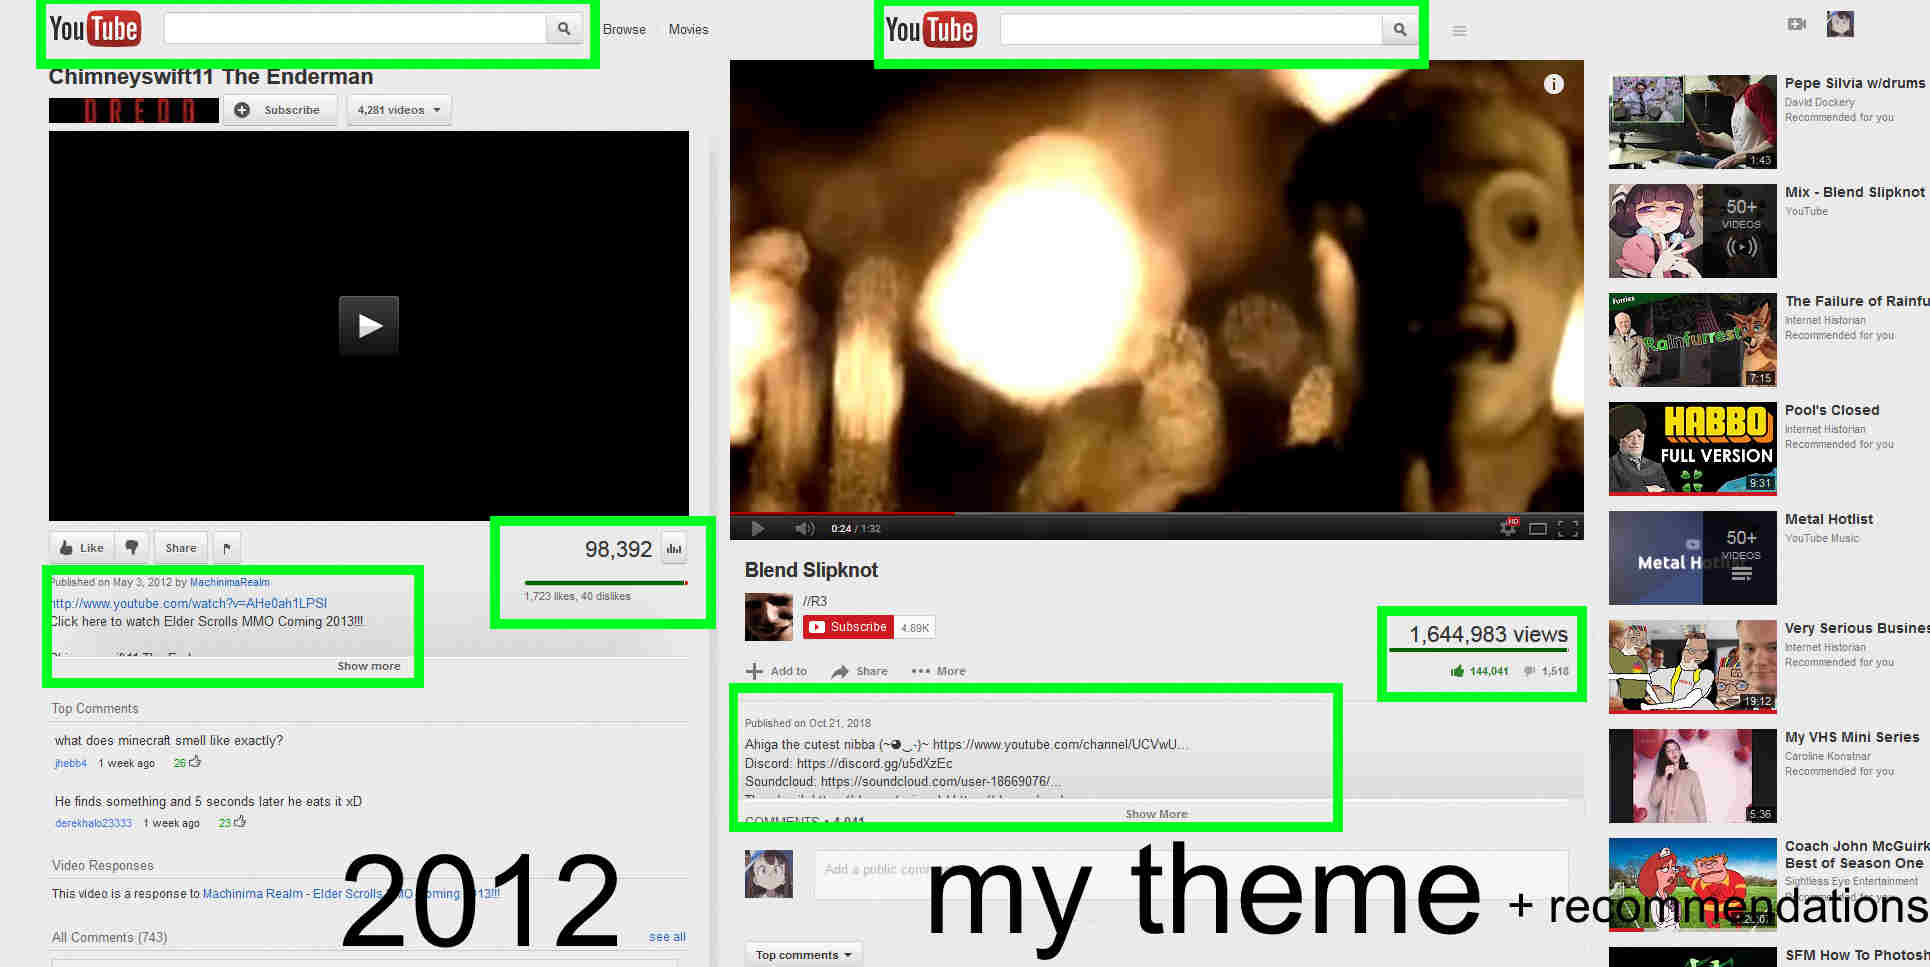 YouTube
Browse
Movies
Chimneyswift11 The Enderman
DREDD
Subscribe
4,281 videos
Like
Share
98,392
1,723 likes, 40 dislikes
Published on May 3, 2012 by MachinimaRealm
http://www.youtube.com/watch?v=AHe0ah1LPSI
Click here to watch Elder Scrolls MMO Coming 2013!!!
Chimneyswift11 The End
Show more
Top Comments
what does minecraft smell like exactly?
jhebb4 1 week ago 26
He finds something and 5 seconds later he eats it xD
derekhalo23333 1 week ago 23
Video Responses
This video is a response to Machinima Realm - Elder Scrolls MMO Coming 2013!!!
All Comments (743)
see all
2012
YouTube
i
0:24 / 1:32
HD
Blend Slipknot
//R3
Subscribe 4.89K
Add to
Share
More
1,644,983 views
144,041
1,518
Published on Oct 21, 2018
Ahiga the cutest nibba (~◕‿-)~ https://www.youtube.com/channel/UCVwU...
Discord: https://discord.gg/u5dXzEc
Soundcloud: https://soundcloud.com/user-18669076/...
Show More
COMMENTS • 4,041
Add a public comm
Top comments
my theme
+ recommendations
Pepe Silvia w/drums
David Dockery
Recommended for you
1:43
Mix - Blend Slipknot
YouTube
50+
VIDEOS
The Failure of Rainfu
Internet Historian
Recommended for you
Furries
Rainfurrest
7:15
Pool's Closed
Internet Historian
Recommended for you
HABBO
FULL VERSION
9:31
Metal Hotlist
YouTube Music
Metal Hotlist
50+
VIDEOS
Very Serious Busines
Internet Historian
Recommended for you
19:12
My VHS Mini Series
Caroline Konstnar
Recommended for you
5:36
Coach John McGuirk
Best of Season One
Sightless Eye Entertainment
Recommended for you
SFM How To Photosh